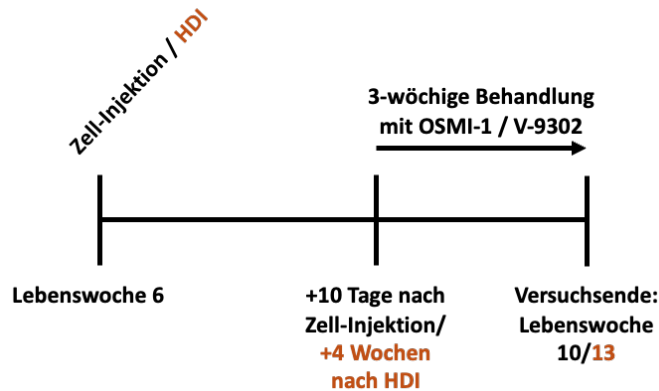 Zell-Injektion / HDI
3-wöchige Behandlung
mit OSMI-1 / V-9302
Lebenswoche 6
+10 Tage nach
Zell-Injektion/
+4 Wochen
nach HDI
Versuchsende:
Lebenswoche
10/13